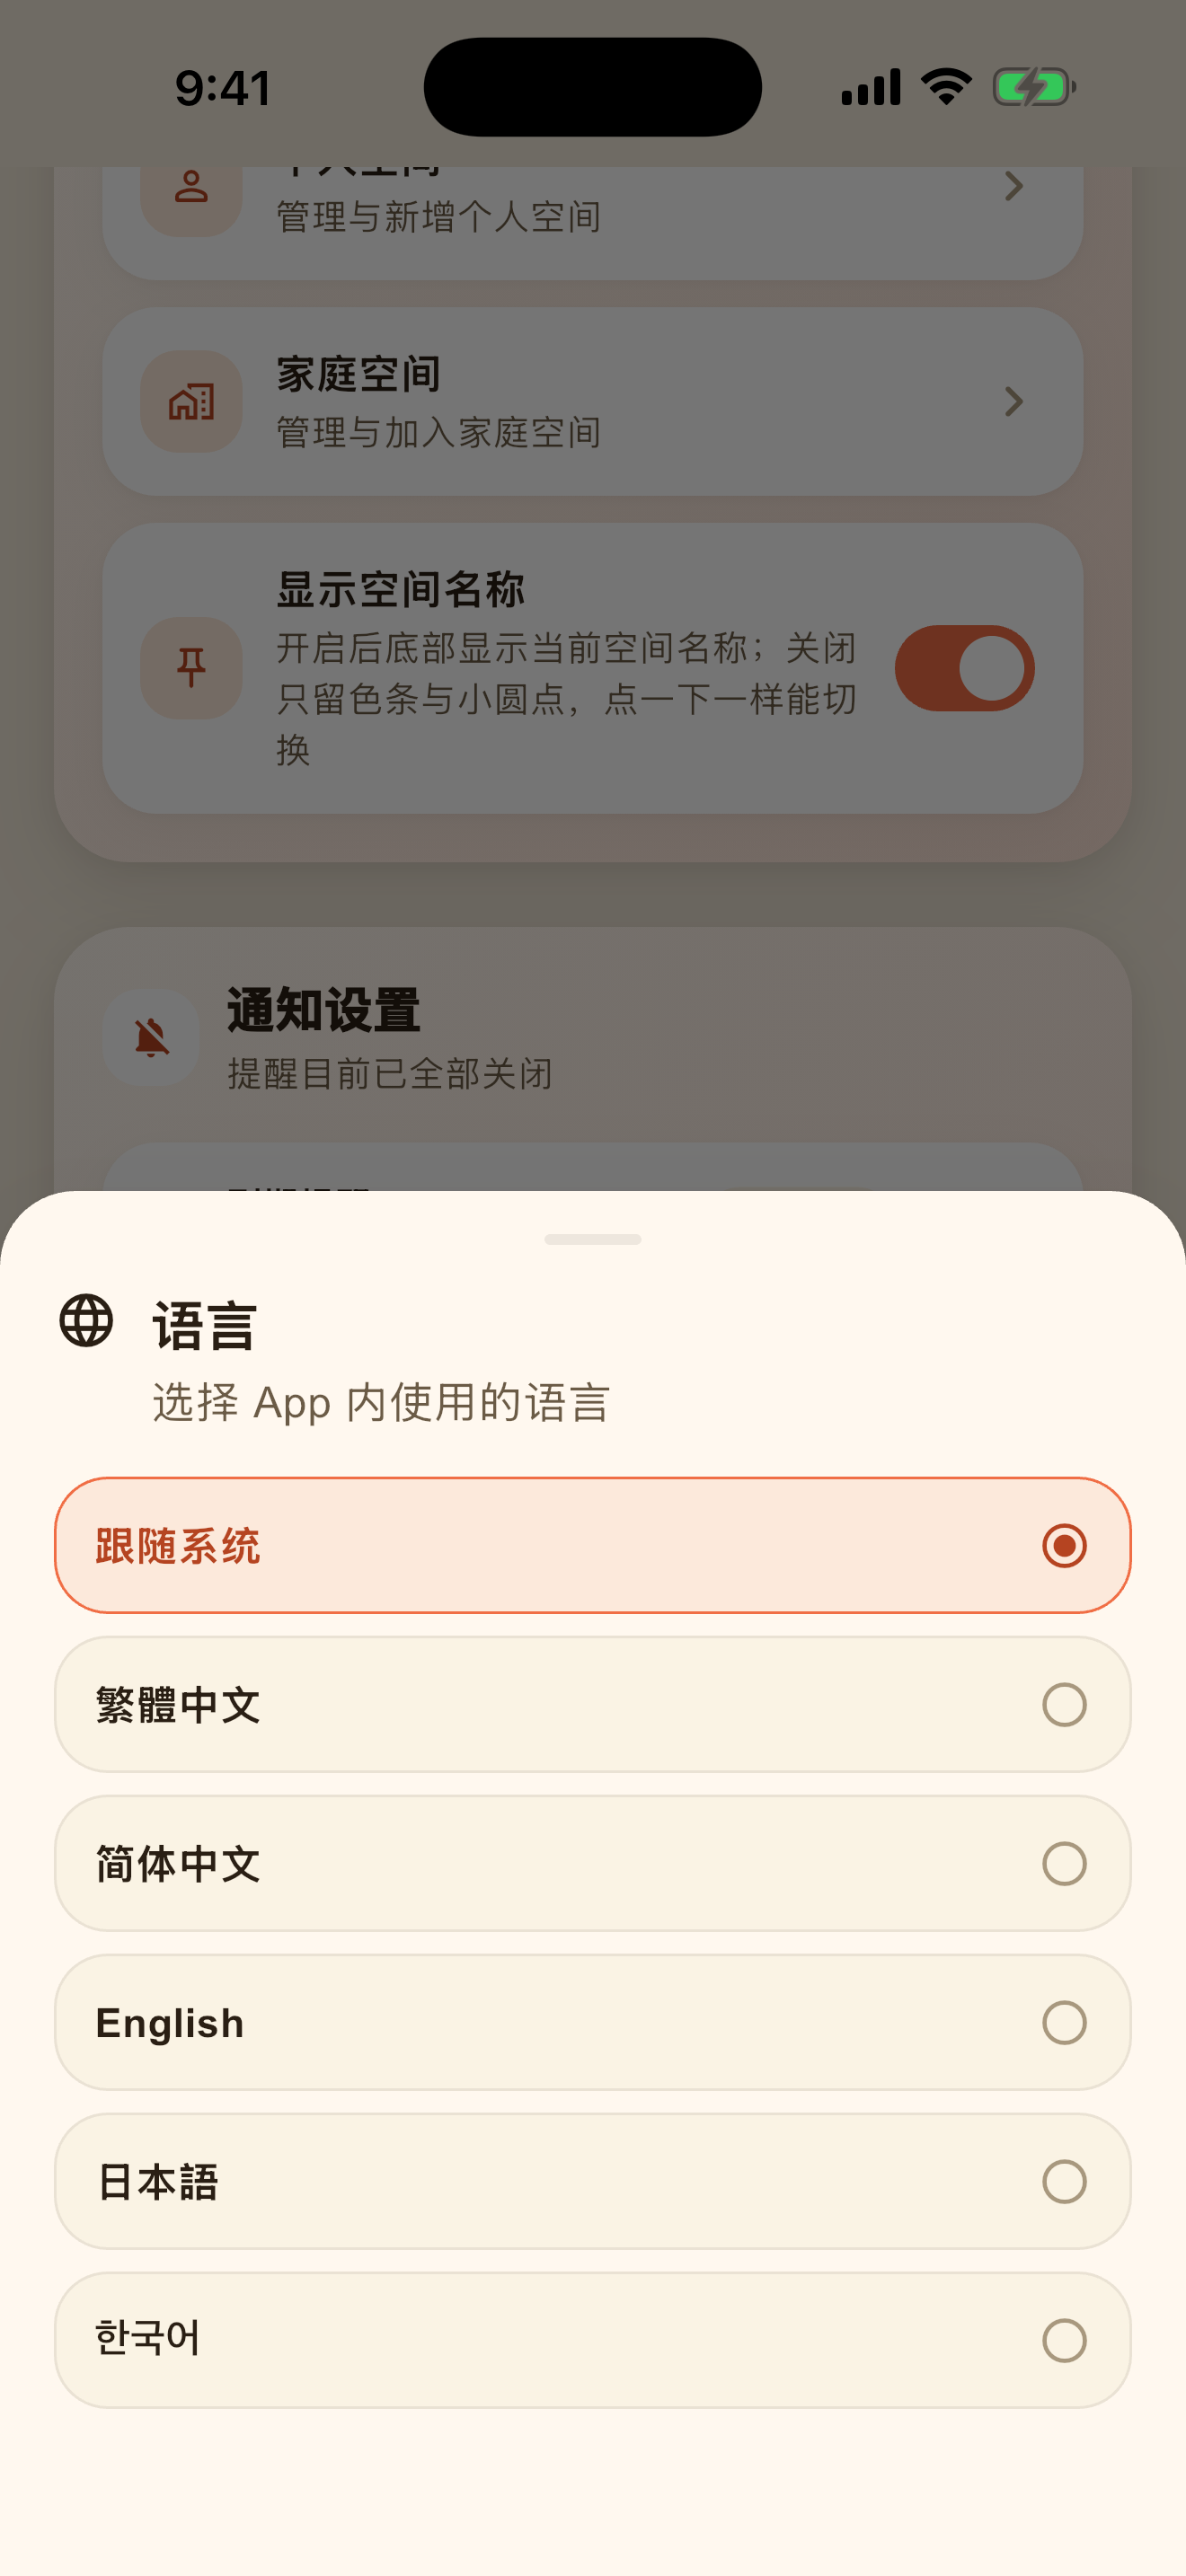 9:41
管理与新增个人空间
家庭空间
管理与加入家庭空间
显示空间名称
开启后底部显示当前空间名称；关闭
只留色条与小圆点，点一下一样能切
换
通知设置
提醒目前已全部关闭
语言
选择 App 内使用的语言
跟随系统
繁體中文
简体中文
English
日本語
한국어